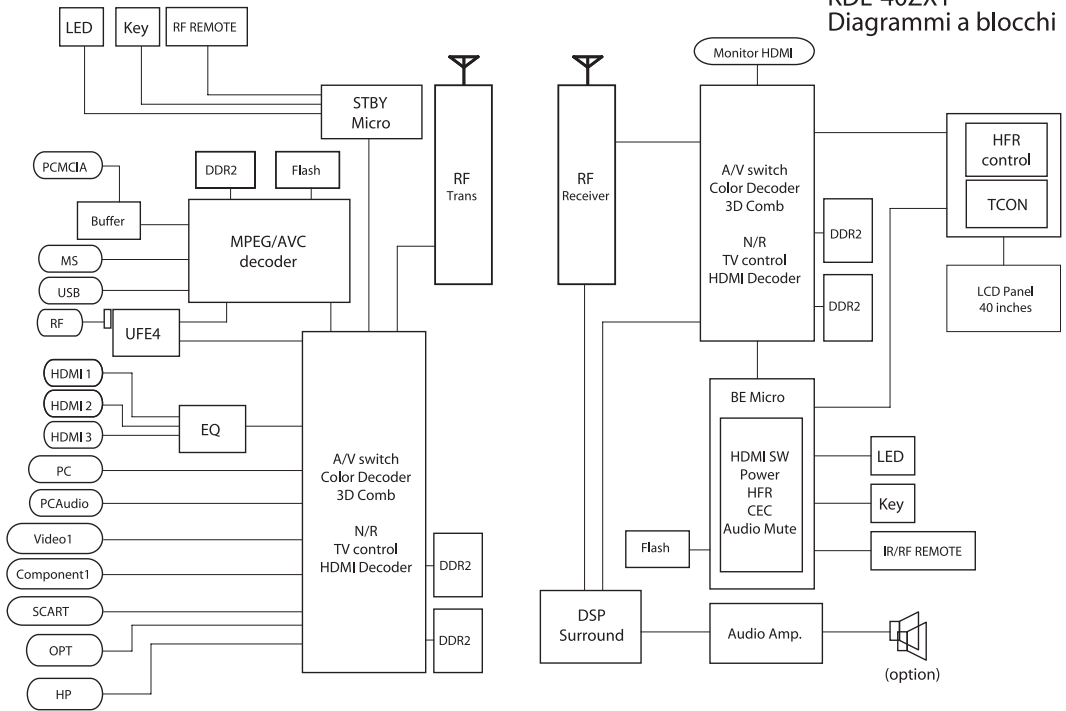 KDL-40ZX1
Diagrammi a blocchi
LED
Key
RF REMOTE
STBY
Micro
PCMCIA
Buffer
DDR2
Flash
MPEG/AVC
decoder
MS
USB
RF
UFE4
RF
Trans
HDMI 1
HDMI 2
HDMI 3
EQ
PC
PCAudio
Video1
Component1
SCART
OPT
HP
A/V switch
Color Decoder
3D Comb
N/R
TV control
HDMI Decoder
DDR2
DDR2
RF
Receiver
Monitor HDMI
A/V switch
Color Decoder
3D Comb
N/R
TV control
HDMI Decoder
DDR2
DDR2
HFR
control
TCON
LCD Panel
40 inches
BE Micro
HDMI SW
Power
HFR
CEC
Audio Mute
LED
Key
IR/RF REMOTE
Flash
DSP
Surround
Audio Amp.
(option)